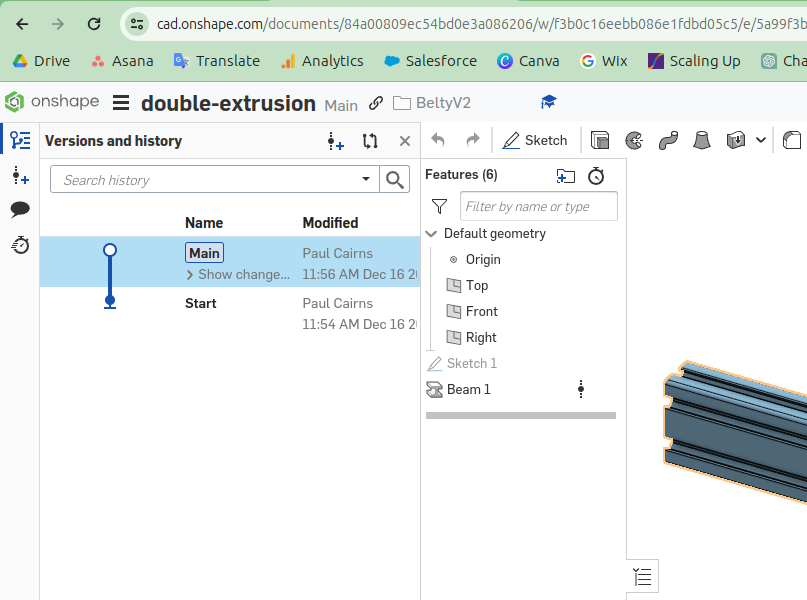 cad.onshape.com/documents/84a00809ec54bd0e3a086206/w/f3b0c16eebb086e1fdbd05c5/e/5a99f3b
Drive Asana Translate Analytics Salesforce Canva Wix Scaling Up Cha
onshape double-extrusion Main BeltyV2
Versions and history
Sketch
Search history
Features (6)
Filter by name or type
Name Modified
Default geometry
Main Paul Cairns
Origin
Show change... 11:56 AM Dec 16 20
Top
Start Paul Cairns
Front
11:54 AM Dec 16 20
Right
Sketch 1
Beam 1